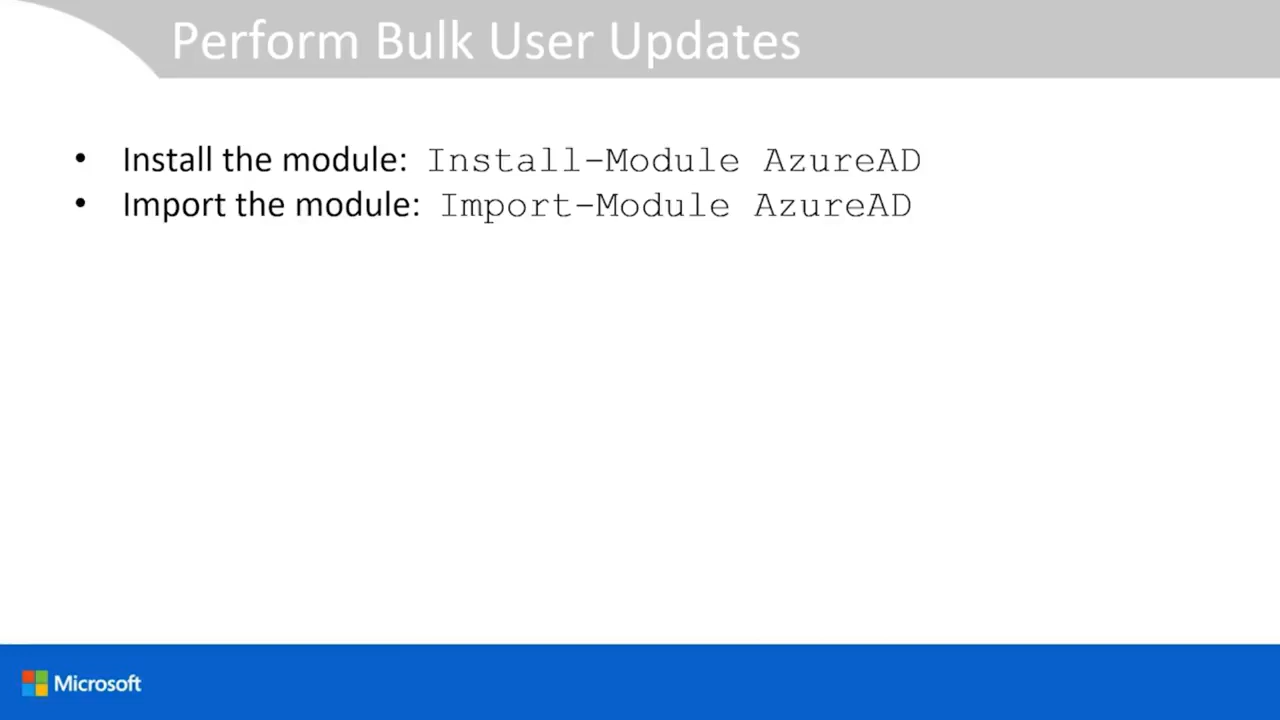 Perform Bulk User Updates
• Install the module: Install-Module AzureAD
• Import the module: Import-Module AzureAD
Microsoft